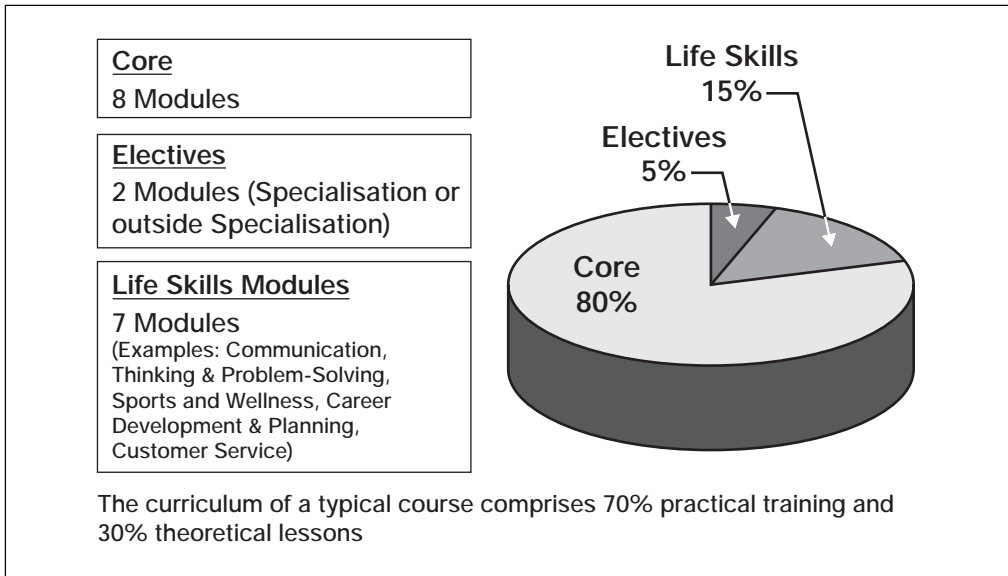 Core
8 Modules
Electives
2 Modules (Specialisation or
outside Specialisation)
Life Skills Modules
7 Modules
(Examples: Communication,
Thinking & Problem-Solving,
Sports and Wellness, Career
Development & Planning,
Customer Service)
Life Skills
15%
Electives
5%
Core
80%
The curriculum of a typical course comprises 70% practical training and
30% theoretical lessons